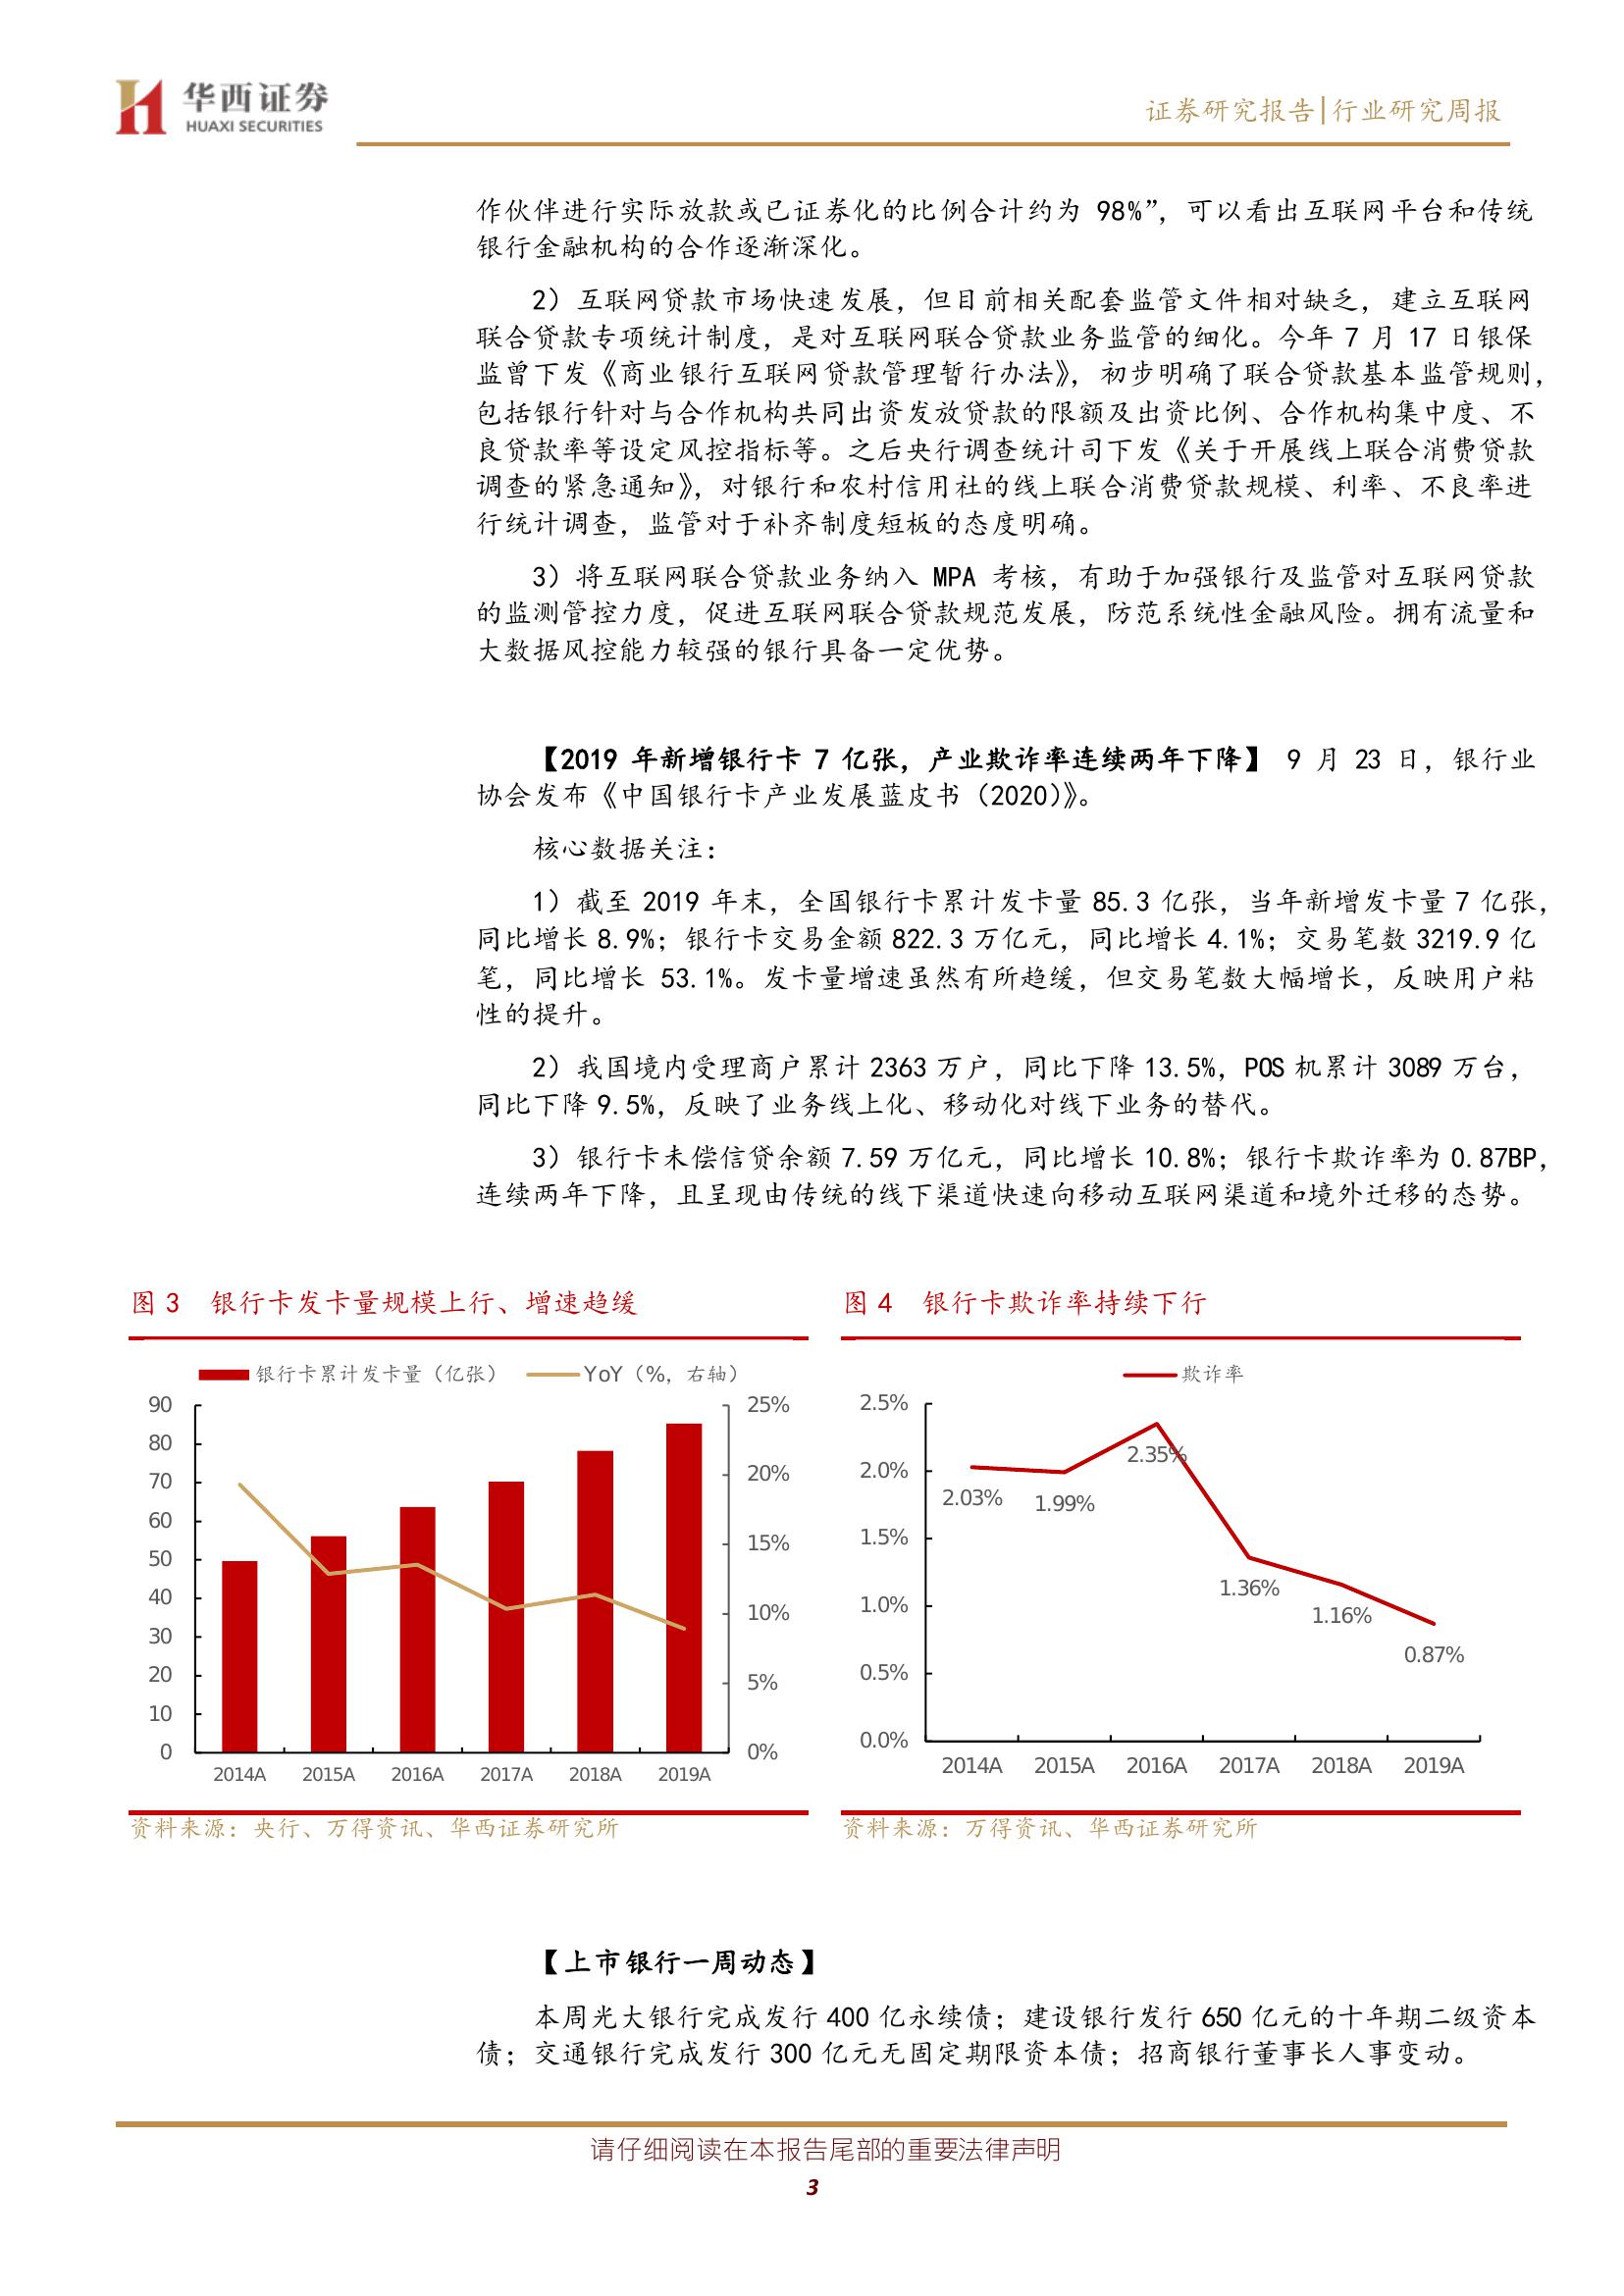 华西证券
HUAXI SECURITIES
证券研究报告|行业研究周报
作伙伴进行实际放款或已证券化的比例合计约为 98%”，可以看出互联网平台和传统
银行金融机构的合作逐渐深化。
2）互联网贷款市场快速发展，但目前相关配套监管文件相对缺乏，建立互联网
联合贷款专项统计制度，是对互联网联合贷款业务监管的细化。今年 7 月 17 日银保
监曾下发《商业银行互联网贷款管理暂行办法》，初步明确了联合贷款基本监管规则，
包括银行针对与合作机构共同出资发放贷款的限额及出资比例、合作机构集中度、不
良贷款率等设定风控指标等。之后央行调查统计司下发《关于开展线上联合消费贷款
调查的紧急通知》，对银行和农村信用社的线上联合消费贷款规模、利率、不良率进
行统计调查，监管对于补齐制度短板的态度明确。
3）将互联网联合贷款业务纳入 MPA 考核，有助于加强银行及监管对互联网贷款
的监测管控力度，促进互联网联合贷款规范发展，防范系统性金融风险。拥有流量和
大数据风控能力较强的银行具备一定优势。
【2019 年新增银行卡 7 亿张，产业欺诈率连续两年下降】 9 月 23 日，银行业
协会发布《中国银行卡产业发展蓝皮书（2020）》。
核心数据关注：
1）截至 2019 年末，全国银行卡累计发卡量 85.3 亿张，当年新增发卡量 7 亿张，
同比增长 8.9%；银行卡交易金额 822.3 万亿元，同比增长 4.1%；交易笔数 3219.9 亿
笔，同比增长 53.1%。发卡量增速虽然有所趋缓，但交易笔数大幅增长，反映用户粘
性的提升。
2）我国境内受理商户累计 2363 万户，同比下降 13.5%，POS 机累计 3089 万台，
同比下降 9.5%，反映了业务线上化、移动化对线下业务的替代。
3）银行卡未偿信贷余额 7.59 万亿元，同比增长 10.8%；银行卡欺诈率为 0.87BP，
连续两年下降，且呈现由传统的线下渠道快速向移动互联网渠道和境外迁移的态势。
图 3 银行卡发卡量规模上行、增速趋缓
银行卡累计发卡量（亿张） YoY（%，右轴）
90
80
70
60
50
40
30
20
10
0
25%
20%
15%
10%
5%
0%
2014A 2015A 2016A 2017A 2018A 2019A
资料来源：央行、万得资讯、华西证券研究所
图 4 银行卡欺诈率持续下行
欺诈率
2.5%
2.0%
1.5%
1.0%
0.5%
0.0%
2.03%
1.99%
2.35%
1.36%
1.16%
0.87%
2014A 2015A 2016A 2017A 2018A 2019A
资料来源：万得资讯、华西证券研究所
【上市银行一周动态】
本周光大银行完成发行 400 亿永续债；建设银行发行 650 亿元的十年期二级资本
债；交通银行完成发行 300 亿元无固定期限资本债；招商银行董事长人事变动。
请仔细阅读在本报告尾部的重要法律声明
3